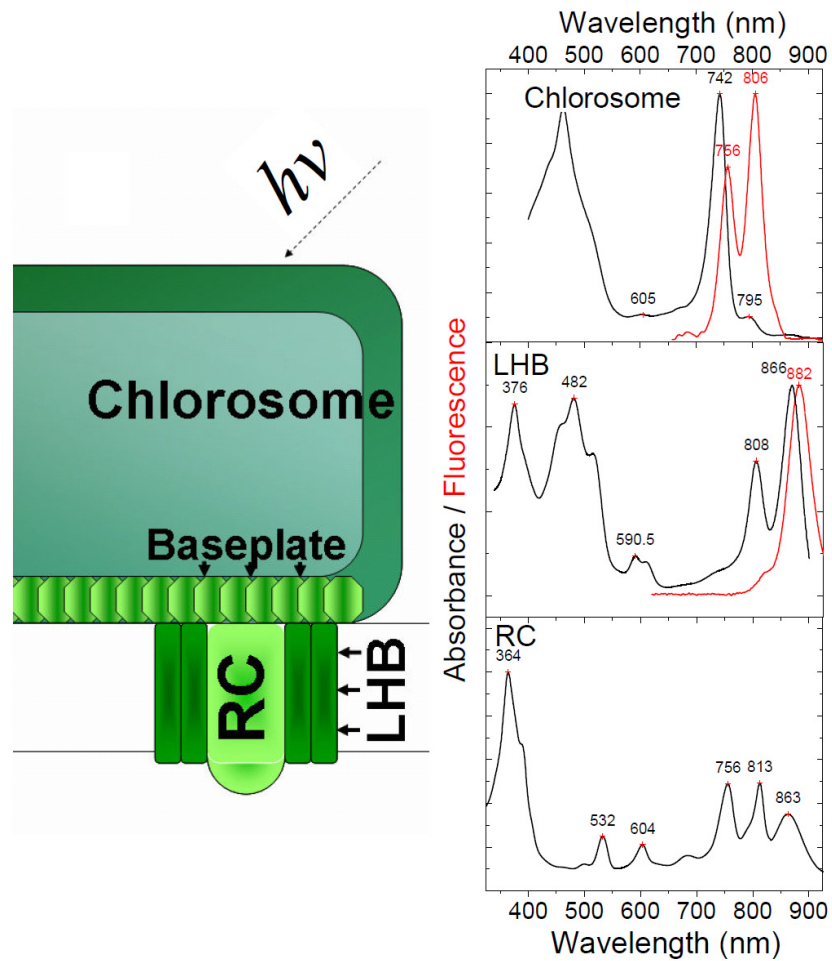 hν
Chlorosome
Baseplate
RC
LHB
Wavelength (nm)
400 500 600 700 800 900
Absorbance / Fluorescence
Chlorosome
742
806
756
605
795
LHB
376
482
590.5
808
866
882
RC
364
532
604
756
813
863
400 500 600 700 800 900
Wavelength (nm)